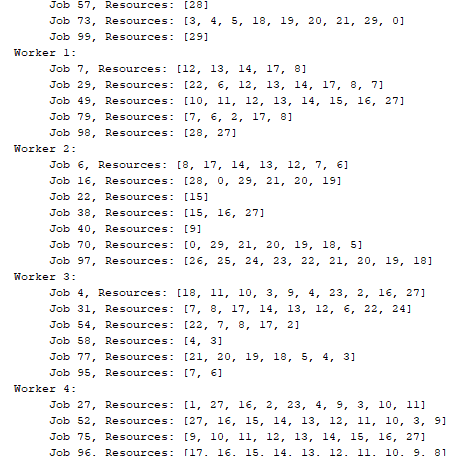 Job 57, Resources: [28]
Job 73, Resources: [3, 4, 5, 18, 19, 20, 21, 29, 0]
Job 99, Resources: [29]
Worker 1:
Job 7, Resources: [12, 13, 14, 17, 8]
Job 29, Resources: [22, 6, 12, 13, 14, 17, 8, 7]
Job 49, Resources: [10, 11, 12, 13, 14, 15, 16, 27]
Job 79, Resources: [7, 6, 2, 17, 8]
Job 98, Resources: [28, 27]
Worker 2:
Job 6, Resources: [8, 17, 14, 13, 12, 7, 6]
Job 16, Resources: [28, 0, 29, 21, 20, 19]
Job 22, Resources: [15]
Job 38, Resources: [15, 16, 27]
Job 40, Resources: [9]
Job 70, Resources: [0, 29, 21, 20, 19, 18, 5]
Job 97, Resources: [26, 25, 24, 23, 22, 21, 20, 19, 18]
Worker 3:
Job 4, Resources: [18, 11, 10, 3, 9, 4, 23, 2, 16, 27]
Job 31, Resources: [7, 8, 17, 14, 13, 12, 6, 22, 24]
Job 54, Resources: [22, 7, 8, 17, 2]
Job 58, Resources: [4, 3]
Job 77, Resources: [21, 20, 19, 18, 5, 4, 3]
Job 95, Resources: [7, 6]
Worker 4:
Job 27, Resources: [1, 27, 16, 2, 23, 4, 9, 3, 10, 11]
Job 52, Resources: [27, 16, 15, 14, 13, 12, 11, 10, 3, 9]
Job 75, Resources: [9, 10, 11, 12, 13, 14, 15, 16, 27]
Job 96, Resources: [17, 16, 15, 14, 13, 12, 11, 10, 9, 8]